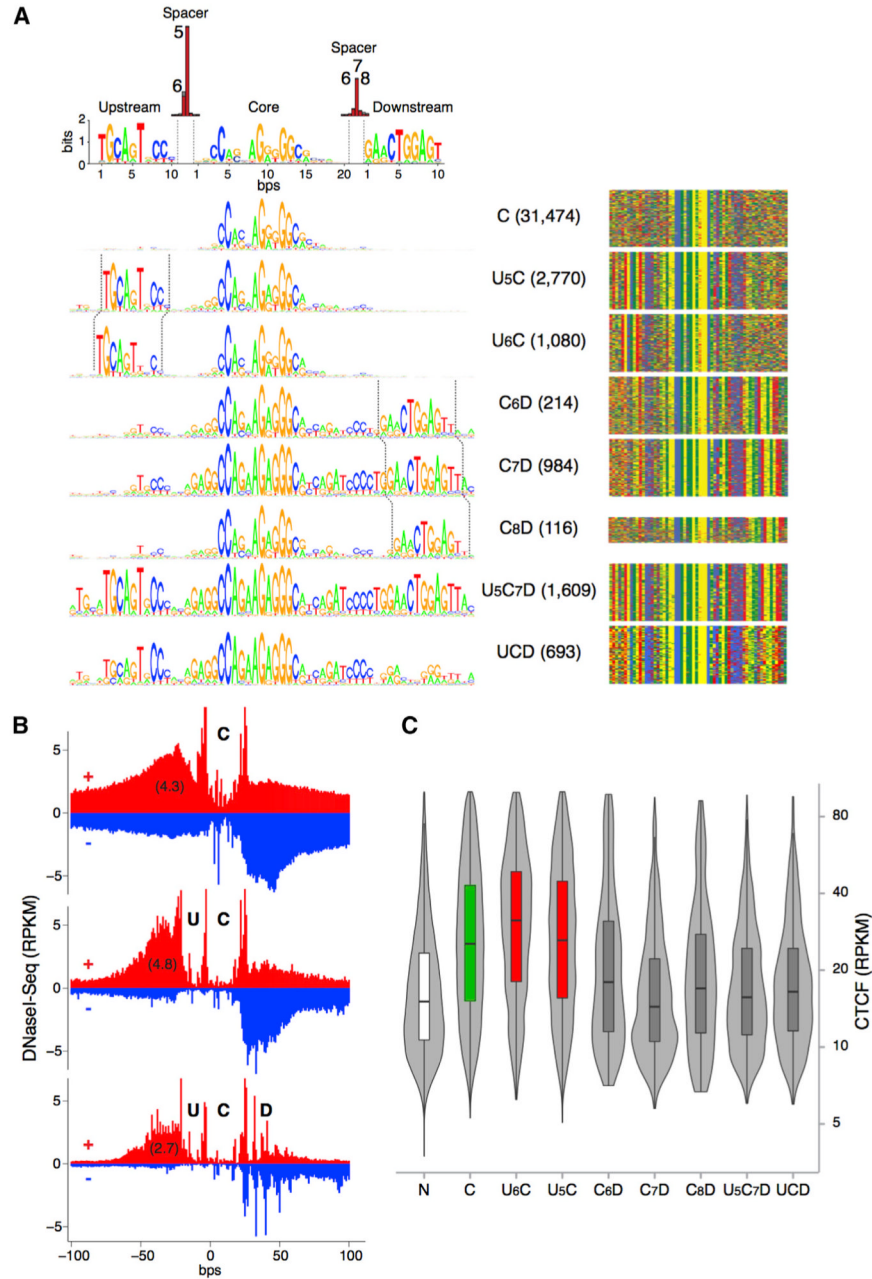 A
Spacer
5
6
Spacer
7
6 8
Upstream Core Downstream
2
bits
1
0
1 5 10 1 5 10 15 20 1 5 10
bps
C (31,474)
U5C (2,770)
U6C (1,080)
C6D (214)
C7D (984)
C8D (116)
U5C7D (1,609)
UCD (693)
B
C
5
+
(4.3)
0
-
-5
U C
5
+
(4.8)
0
-
-5
U C D
5
+
(2.7)
0
-
-5
-100 -50 0 50 100
bps
DNaseI-Seq (RPKM)
C
80
40
20
10
5
CTCF (RPKM)
N C U6C U5C C6D C7D C8D U5C7D UCD